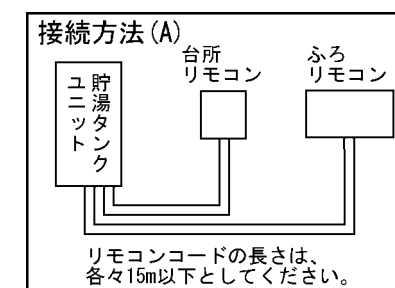 接続方法(A)
台所
リモコン
ふろ
リモコン
貯湯タンク
ユニット
リモコンコードの長さは、
各々15m以下としてください。